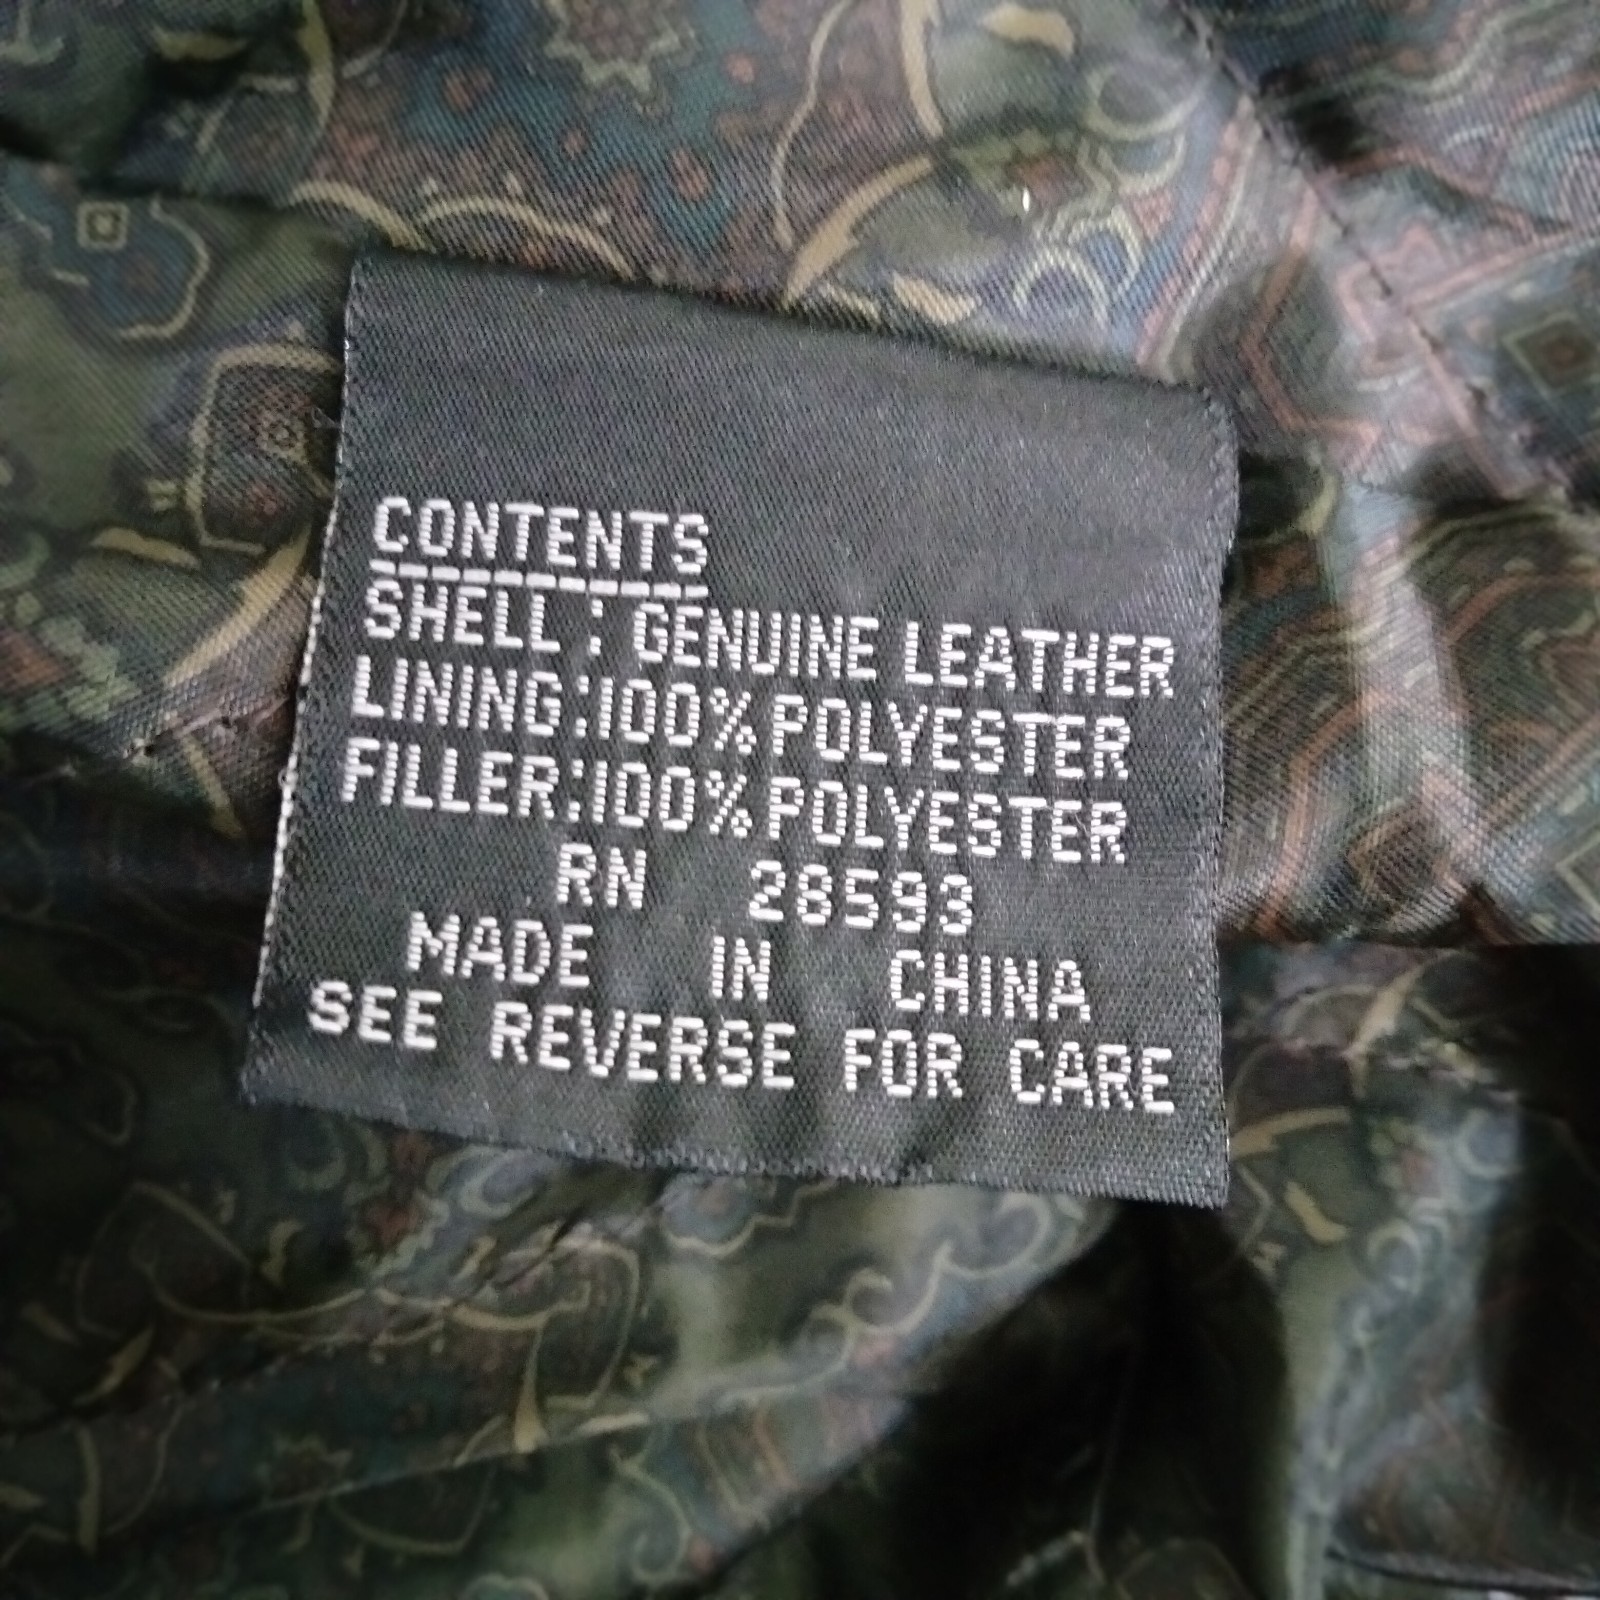 CONTENTS
SHELL : GENUINE LEATHER
LINING:100% POLYESTER
FILLER:100% POLYESTER
RN 28593
MADE IN CHINA
SEE REVERSE FOR CARE